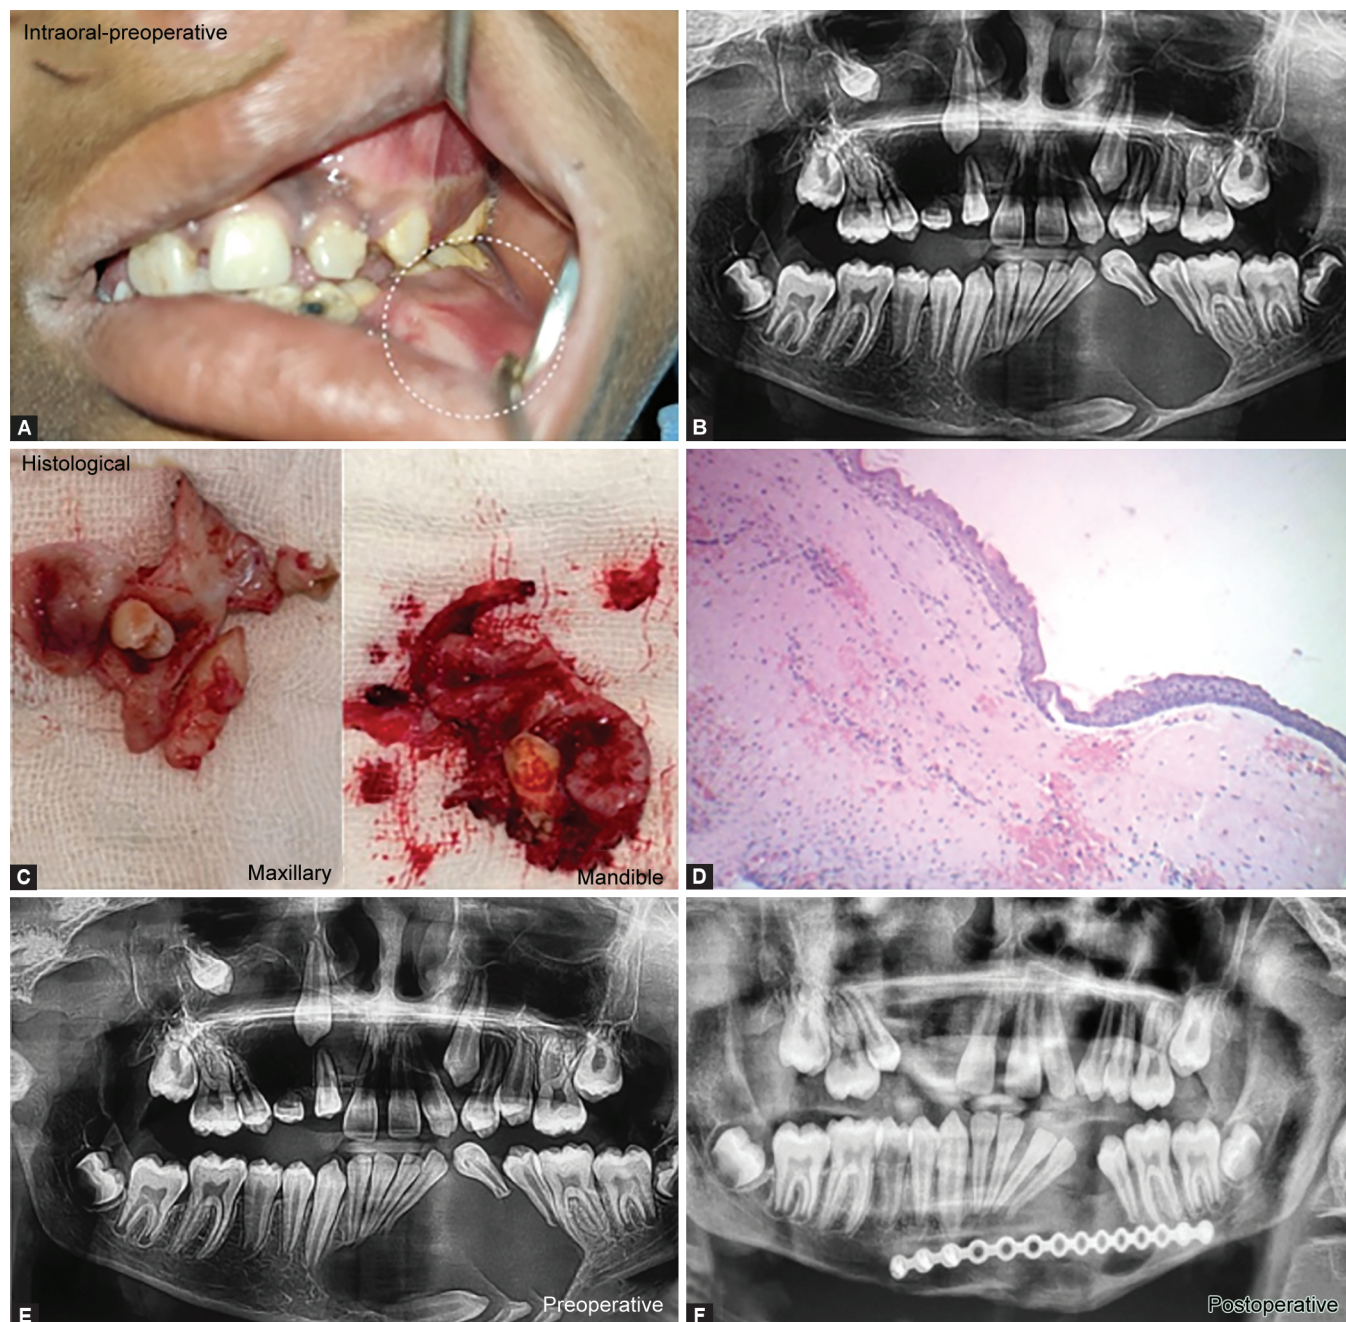 Intraoral-preoperative
A
B
Histological
Maxillary
Mandible
C
D
Preoperative
E
Postoperative
F